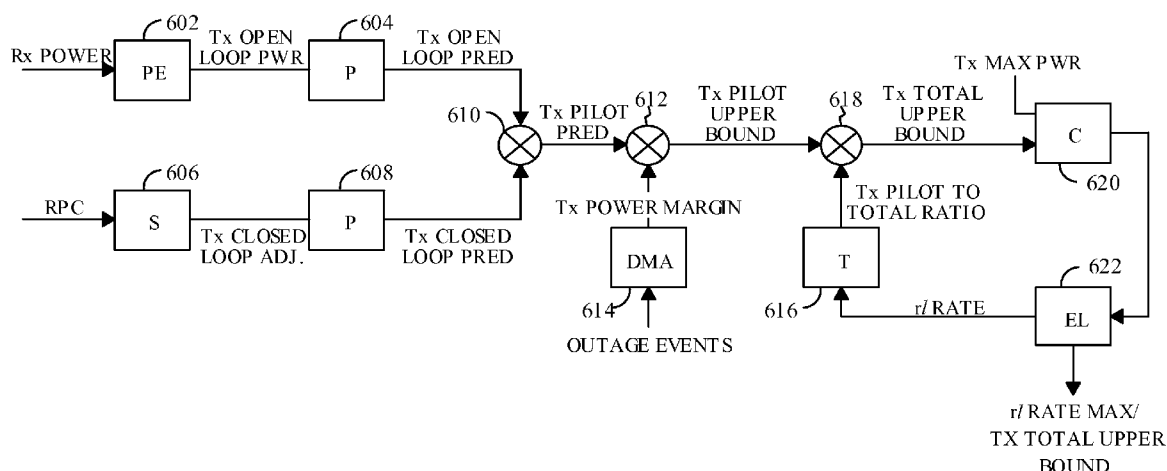 602
604
Tx OPEN
LOOP PWR
Tx OPEN
LOOP PRED
Rx POWER
PE
P
Tx MAX PWR
610
Tx PILOT
PRED
612
Tx PILOT
UPPER
BOUND
618
Tx TOTAL
UPPER
BOUND
C
620
606
608
RPC
S
P
Tx CLOSED
LOOP ADJ.
Tx CLOSED
LOOP PRED
Tx POWER MARGIN
Tx PILOT TO
TOTAL RATIO
DMA
614
T
616
622
rl RATE
EL
OUTAGE EVENTS
rl RATE MAX/
TX TOTAL UPPER
BOUND